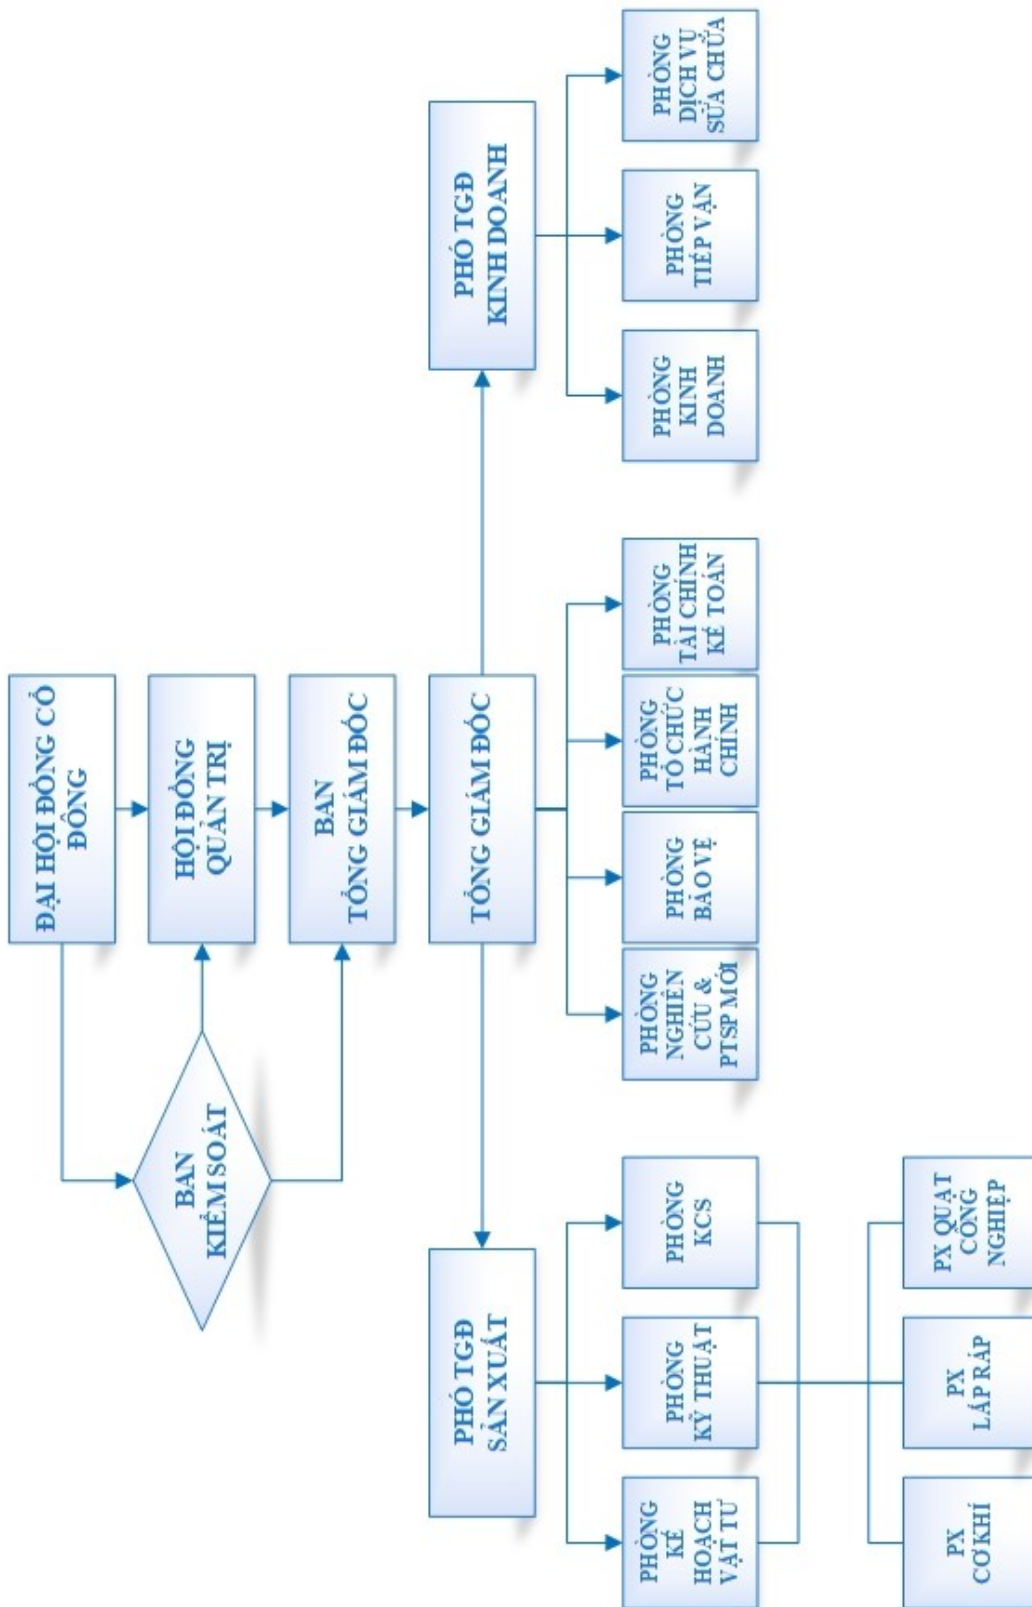 ĐẠI HỘI ĐỒNG CỔ
ĐÔNG
BAN
KIỂM SOÁT
HỘI ĐỒNG
QUẢN TRỊ
BAN
TỔNG GIÁM ĐỐC
PHÓ TGĐ
SẢN XUẤT
TỔNG GIÁM ĐỐC
PHÓ TGĐ
KINH DOANH
PHÒNG
KẾ
HOẠCH
VẬT TƯ
PHÒNG
KỸ THUẬT
PHÒNG
KCS
PHÒNG
NGHIÊN
CỨU &
PTSP MỚI
PHÒNG
BẢO VỆ
PHÒNG
TỔ CHỨC
HÀNH
CHÍNH
PHÒNG
TÀI CHÍNH
KẾ TOÁN
PHÒNG
KINH
DOANH
PHÒNG
TIẾP VẬN
PHÒNG
DỊCH VỤ
SỬA CHỮA
PX
CƠ KHÍ
PX
LẮP RÁP
PX QUẠT
CÔNG
NGHIỆP